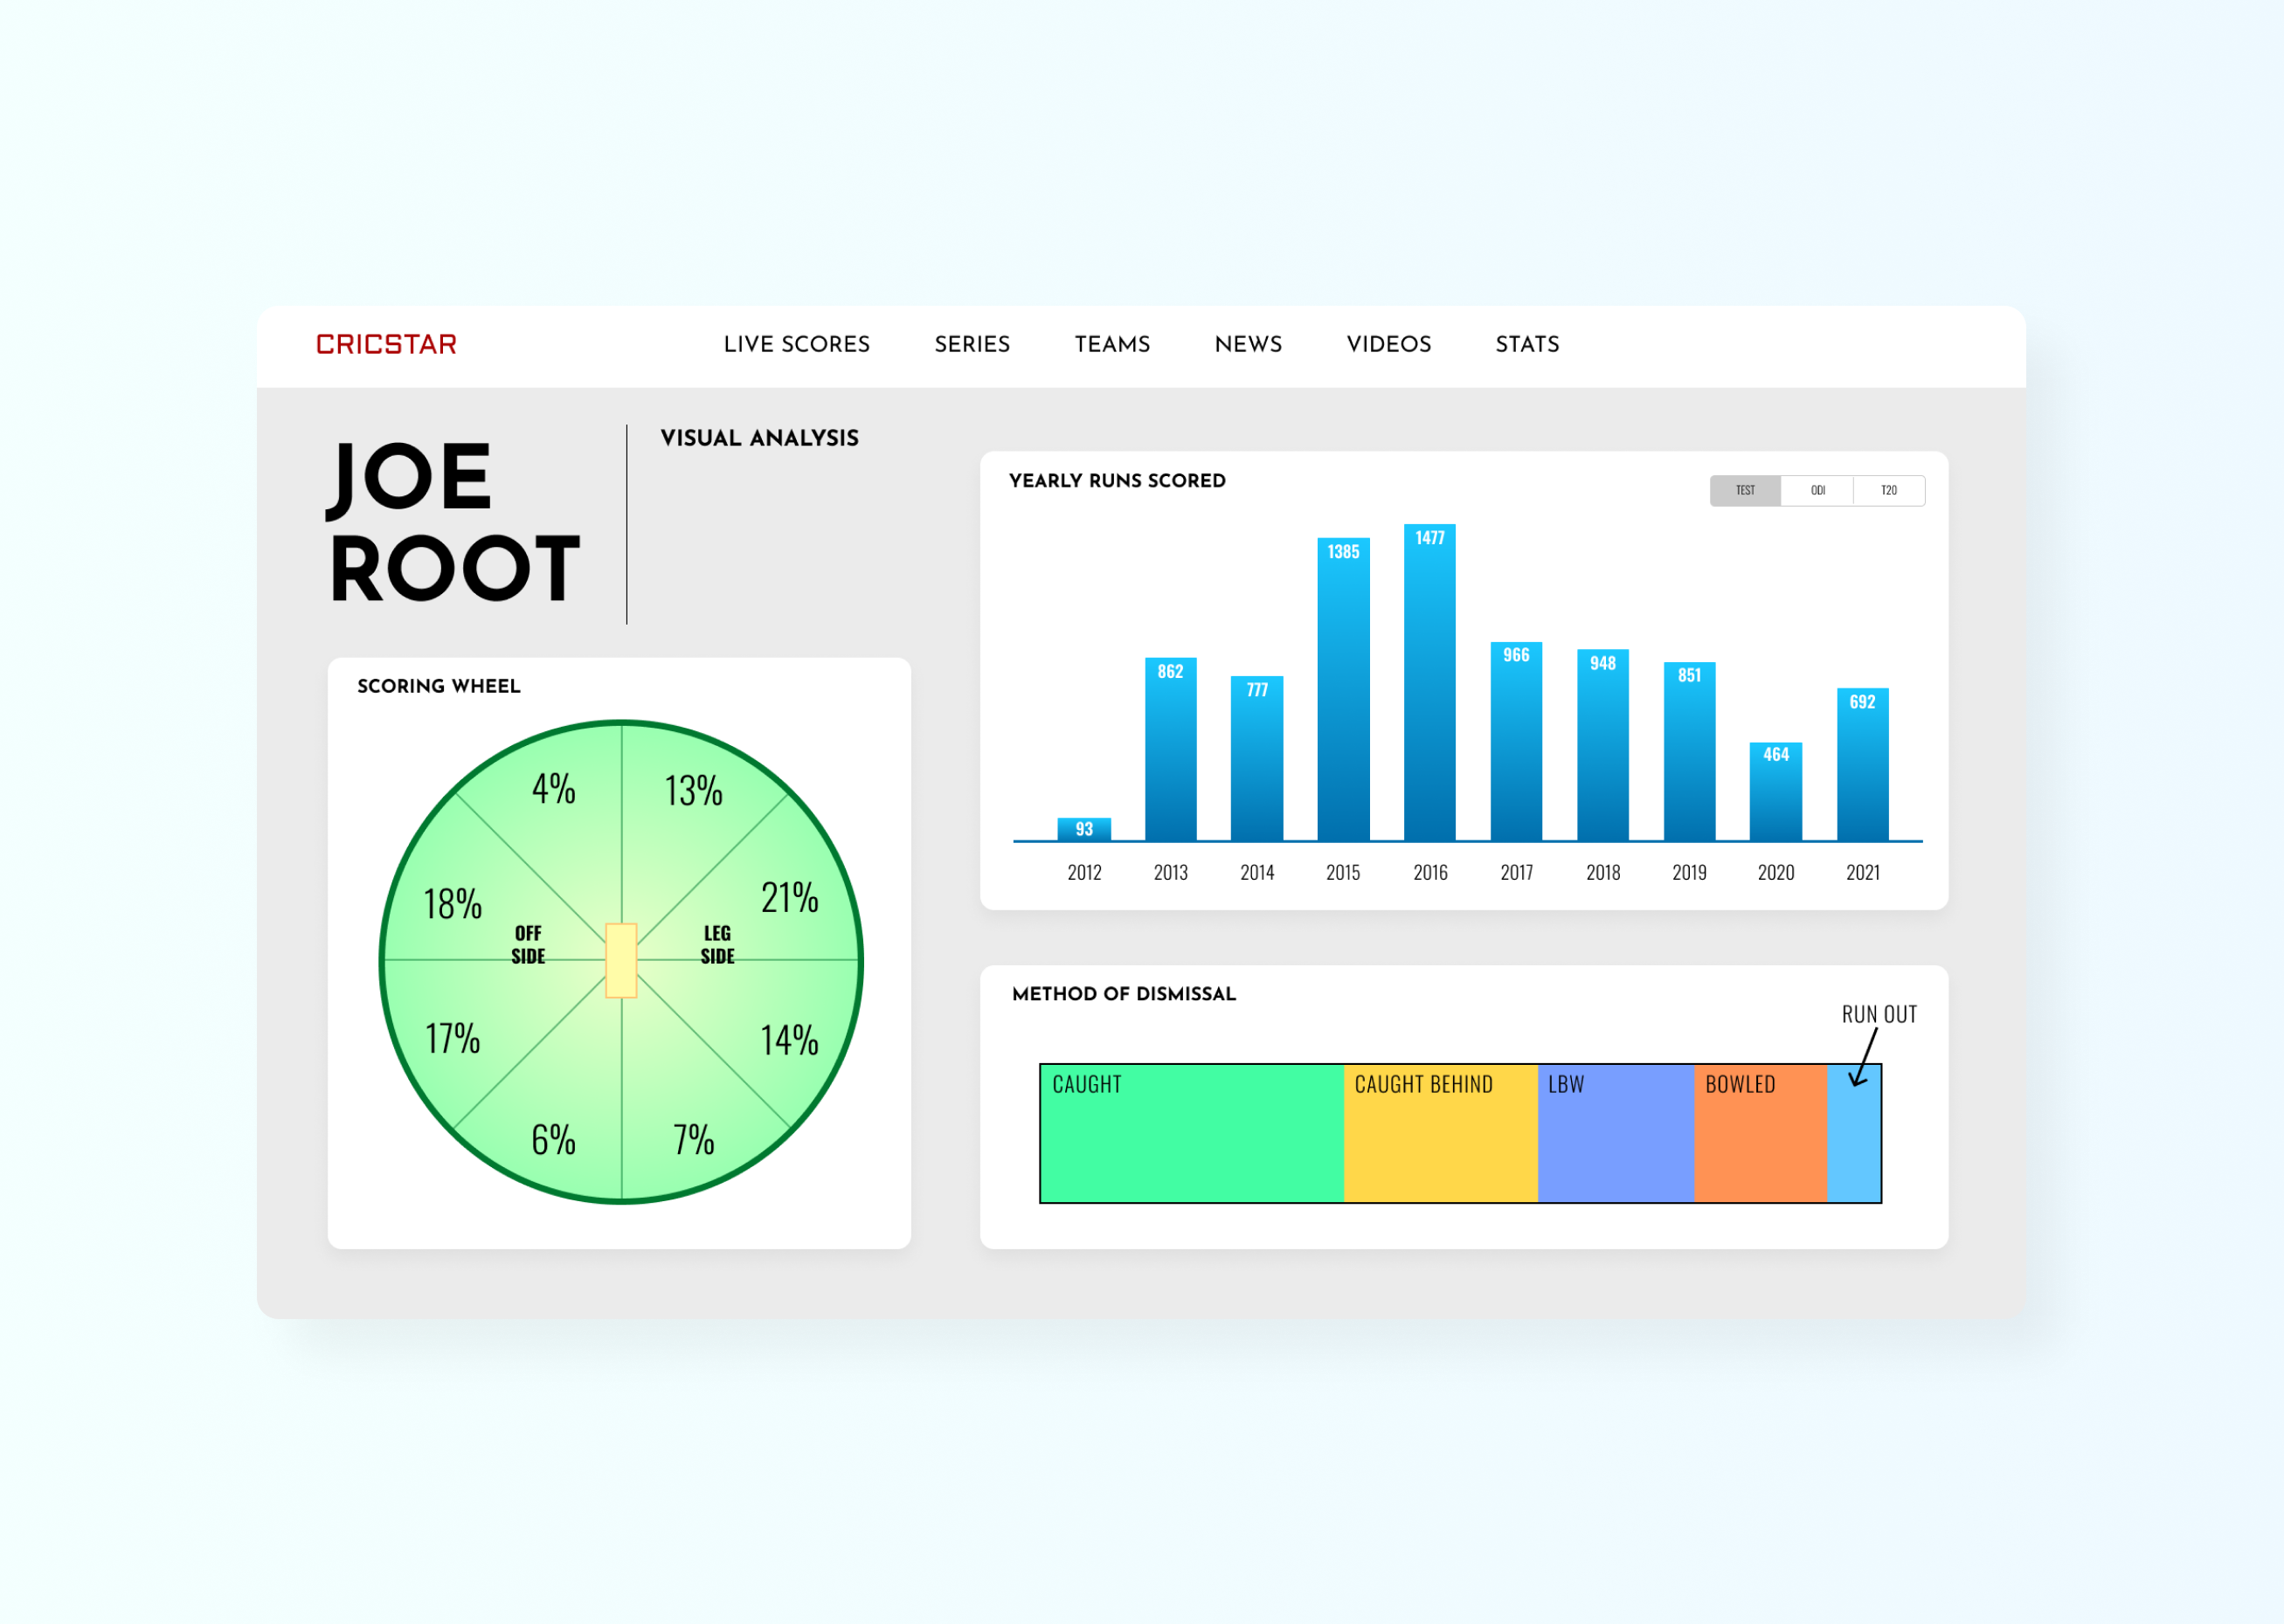 CRICSTAR
LIVE SCORES
SERIES
TEAMS
NEWS
VIDEOS
STATS
JOE
ROOT
VISUAL ANALYSIS
SCORING WHEEL
4%
13%
18%
21%
OFF
SIDE
LEG
SIDE
17%
14%
6%
7%
YEARLY RUNS SCORED
TEST
ODI
T20
93
862
777
1385
1477
966
948
851
464
692
2012
2013
2014
2015
2016
2017
2018
2019
2020
2021
METHOD OF DISMISSAL
RUN OUT
CAUGHT
CAUGHT BEHIND
LBW
BOWLED